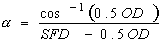 α = cos⁻¹(0.5 OD) / (SFD − 0.5 OD)